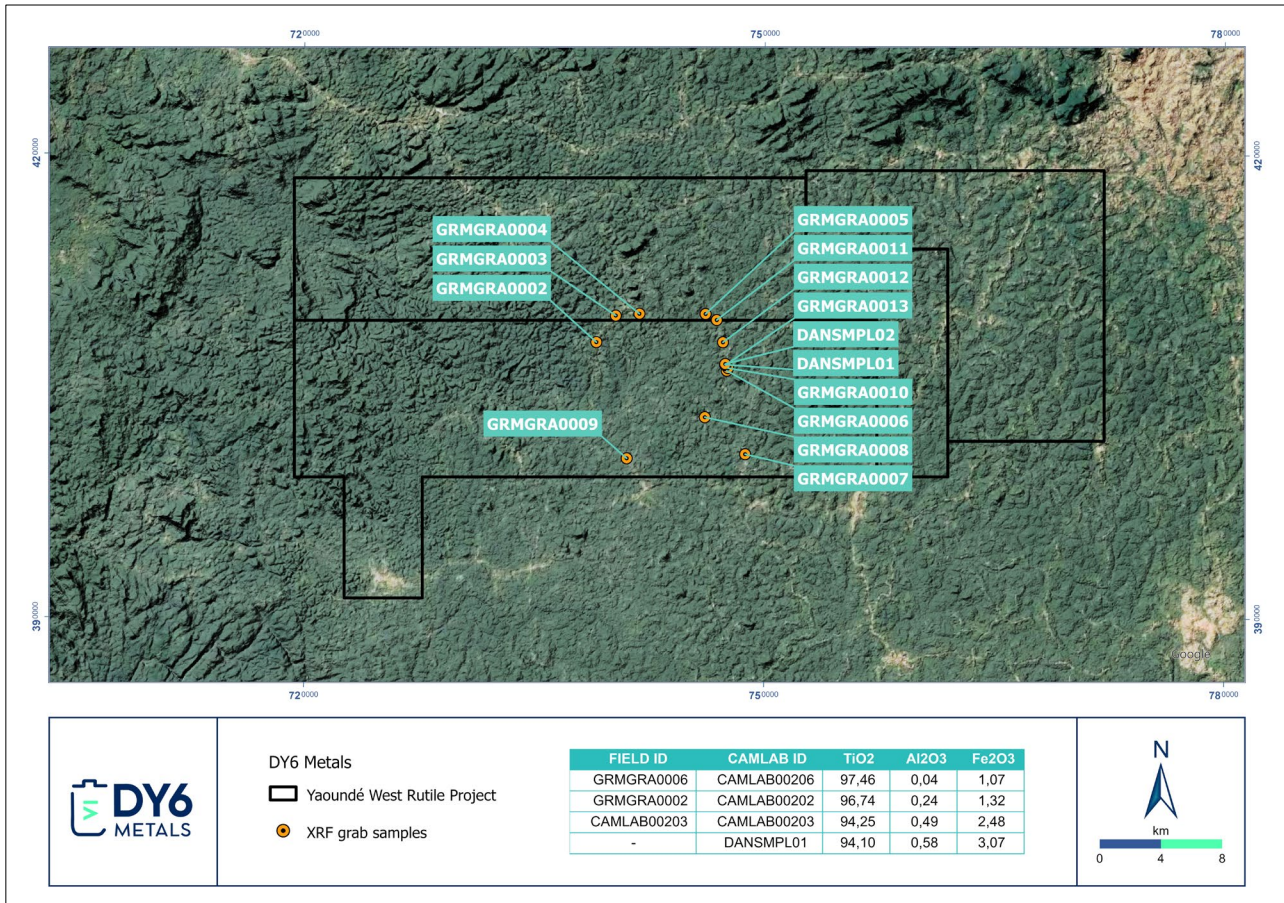 720000 750000 780000
420000 420000
GRMGRA0004
GRMGRA0003
GRMGRA0002
GRMGRA0005
GRMGRA0011
GRMGRA0012
GRMGRA0013
DANSMPL02
DANSMPL01
GRMGRA0010
GRMGRA0006
GRMGRA0008
GRMGRA0007
GRMGRA0009
390000 390000
Google
720000 750000 780000
DY6
METALS
DY6 Metals
Yaoundé West Rutile Project
XRF grab samples
FIELD ID CAMLAB ID TiO2 Al2O3 Fe2O3
GRMGRA0006 CAMLAB00206 97,46 0,04 1,07
GRMGRA0002 CAMLAB00202 96,74 0,24 1,32
CAMLAB00203 CAMLAB00203 94,25 0,49 2,48
- DANSMPL01 94,10 0,58 3,07
N
km
0 4 8